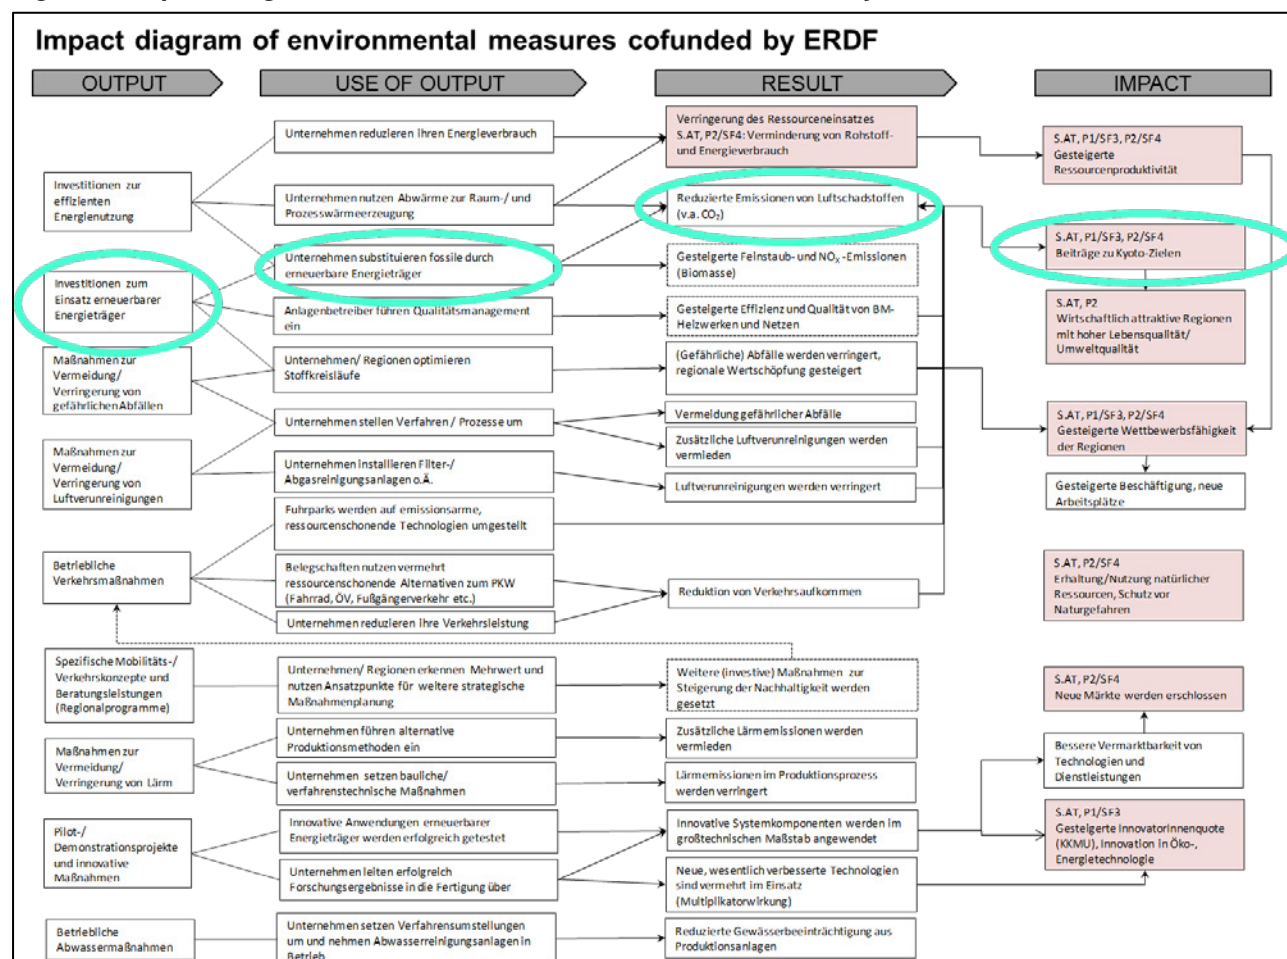 Impact diagram of environmental measures cofunded by ERDF
OUTPUT
USE OF OUTPUT
RESULT
IMPACT
Investitionen zur
effizienten
Energienutzung
Investitionen zum
Einsatz erneuerbarer
Energieträger
Maßnahmen zur
Vermeidung/
Verringerung von
gefährlichen Abfällen
Maßnahmen zur
Vermeidung/
Verringerung von
Luftverunreinigungen
Betriebliche
Verkehrsmaßnahmen
Spezifische Mobilitäts-/
Verkehrskonzepte und
Beratungsleistungen
(Regionalprogramme)
Maßnahmen zur
Vermeidung/
Verringerung von Lärm
Pilot-/
Demonstrationsprojekte
und innovative
Maßnahmen
Betriebliche
Abwassermaßnahmen
Unternehmen reduzieren ihren Energieverbrauch
Unternehmen nutzen Abwärme zur Raum-/ und
Prozesswärmeerzeugung
Unternehmen substituieren fossile durch
erneuerbare Energieträger
Anlagenbetreiber führen Qualitätsmanagement
ein
Unternehmen/ Regionen optimieren
Stoffkreisläufe
Unternehmen stellen Verfahren / Prozesse um
Unternehmen installieren Filter-/
Abgasreinigungsanlagen o.Ä.
Fuhrparks werden auf emissionsarme,
ressourcenschonende Technologien umgestellt
Belegschaften nutzen vermehrt
ressourcenschonende Alternativen zum PKW
(Fahrrad, ÖV, Fußgängerverkehr etc.)
Unternehmen reduzieren ihre Verkehrsleistung
Unternehmen/ Regionen erkennen Mehrwert und
nutzen Ansatzpunkte für weitere strategische
Maßnahmenplanung
Unternehmen führen alternative
Produktionsmethoden ein
Unternehmen setzen bauliche/
verfahrenstechnische Maßnahmen
Innovative Anwendungen erneuerbarer
Energieträger werden erfolgreich getestet
Unternehmen leiten erfolgreich
Forschungsergebnisse in die Fertigung über
Unternehmen setzen Verfahrensumstellungen
um und nehmen Abwasserreinigungsanlagen in
Betrieb
Verringerung des Ressourceneinsatzes
S.AT, P2/SF4: Verminderung von Rohstoff-
und Energieverbrauch
Reduzierte Emissionen von Luftschadstoffen
(v.a. CO₂)
Gesteigerte Feinstaub- und NOₓ -Emissionen
(Biomasse)
Gesteigerte Effizienz und Qualität von BM-
Heizwerken und Netzen
(Gefährliche) Abfälle werden verringert,
regionale Wertschöpfung gesteigert
Vermeidung gefährlicher Abfälle
Zusätzliche Luftverunreinigungen werden
vermieden
Luftverunreinigungen werden verringert
Reduktion von Verkehrsaufkommen
Weitere (investive) Maßnahmen zur
Steigerung der Nachhaltigkeit werden
gesetzt
Zusätzliche Lärmemissionen werden
vermieden
Lärmemissionen im Produktionsprozess
werden verringert
Innovative Systemkomponenten werden im
großtechnischen Maßstab angewendet
Neue, wesentlich verbesserte Technologien
sind vermehrt im Einsatz
(Multiplikatorwirkung)
Reduzierte Gewässerbeeinträchtigung aus
Produktionsanlagen
S.AT, P1/SF3, P2/SF4
Gesteigerte
Ressourcenproduktivität
S.AT, P1/SF3, P2/SF4
Beiträge zu Kyoto-Zielen
S.AT, P2
Wirtschaftlich attraktive Regionen
mit hoher Lebensqualität/
Umweltqualität
S.AT, P1/SF3, P2/SF4
Gesteigerte Wettbewerbsfähigkeit
der Regionen
Gesteigerte Beschäftigung, neue
Arbeitsplätze
S.AT, P2/SF4
Erhaltung/Nutzung natürlicher
Ressourcen, Schutz vor
Naturgefahren
S.AT, P2/SF4
Neue Märkte werden erschlossen
Bessere Vermarktbarkeit von
Technologien und
Dienstleistungen
S.AT, P1/SF3
Gesteigerte InnovatorInnenquote
(KKMU), Innovation in Öko-,
Energietechnologie